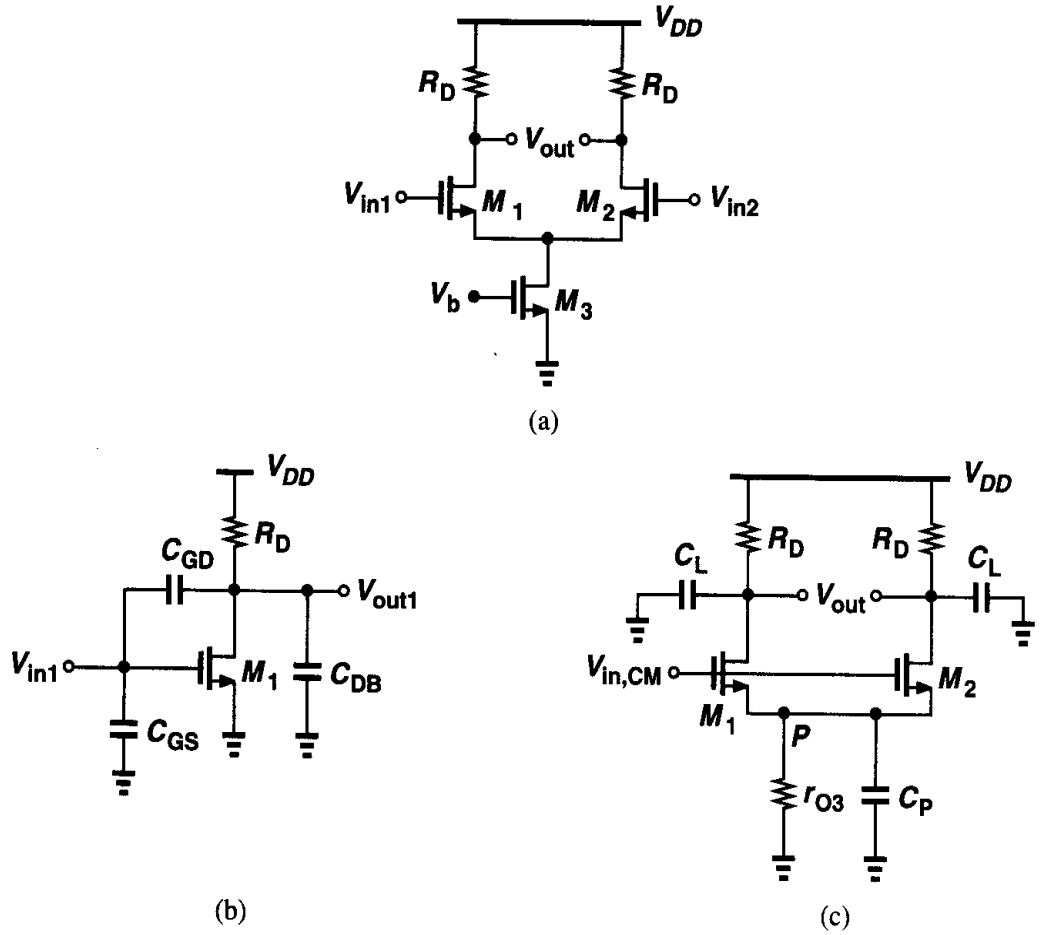 V_DD
R_D R_D
V_out
V_in1 M_1 M_2 V_in2
V_b M_3
(a)
V_DD
R_D
C_GD
V_out1
V_in1 M_1 C_DB
C_GS
(b)
V_DD
R_D R_D
C_L C_L
V_out
V_in,CM
M_1 M_2
P
r_O3 C_P
(c)